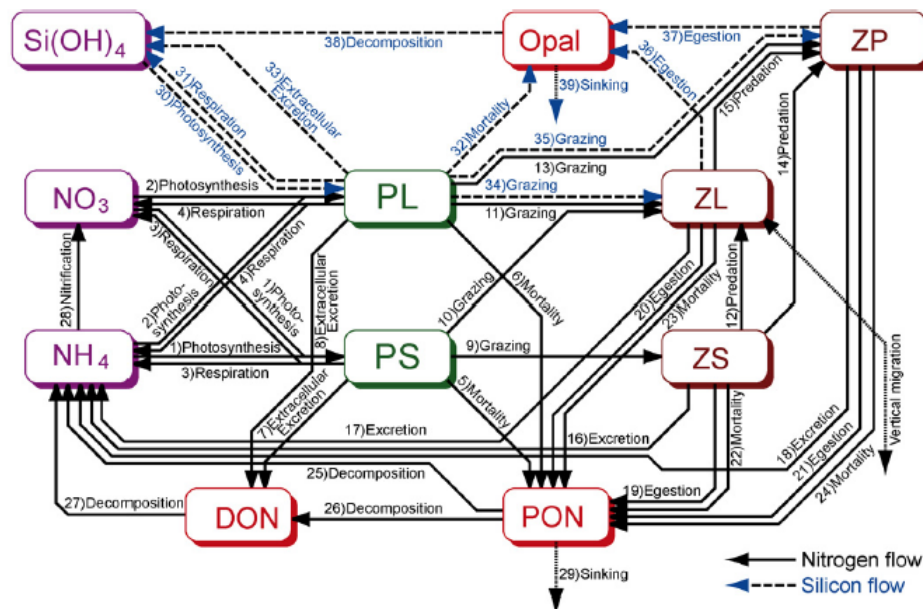 Si(OH)4
38)Decomposition
Opal
37)Egestion
ZP
31)Respiration
30)Photosynthesis
33)Extracellular
Excretion
32)Mortality
39)Sinking
36)Egestion
15)Predation
35)Grazing
13)Grazing
14)Predation
NO3
2)Photosynthesis
4)Respiration
PL
34)Grazing
11)Grazing
ZL
3)Respiration
4)Respiration
28)Nitrification
2)Photo-
synthesis
1)Photo-
synthesis
8)Extracellular
Excretion
6)Mortality
10)Grazing
20)Egestion
23)Mortality
12)Predation
NH4
1)Photosynthesis
3)Respiration
PS
9)Grazing
ZS
Vertical migration
7)Extracellular
Excretion
5)Mortality
17)Excretion
16)Excretion
22)Mortality
18)Excretion
21)Egestion
24)Mortality
25)Decomposition
19)Egestion
27)Decomposition
DON
26)Decomposition
PON
29)Sinking
Nitrogen flow
Silicon flow